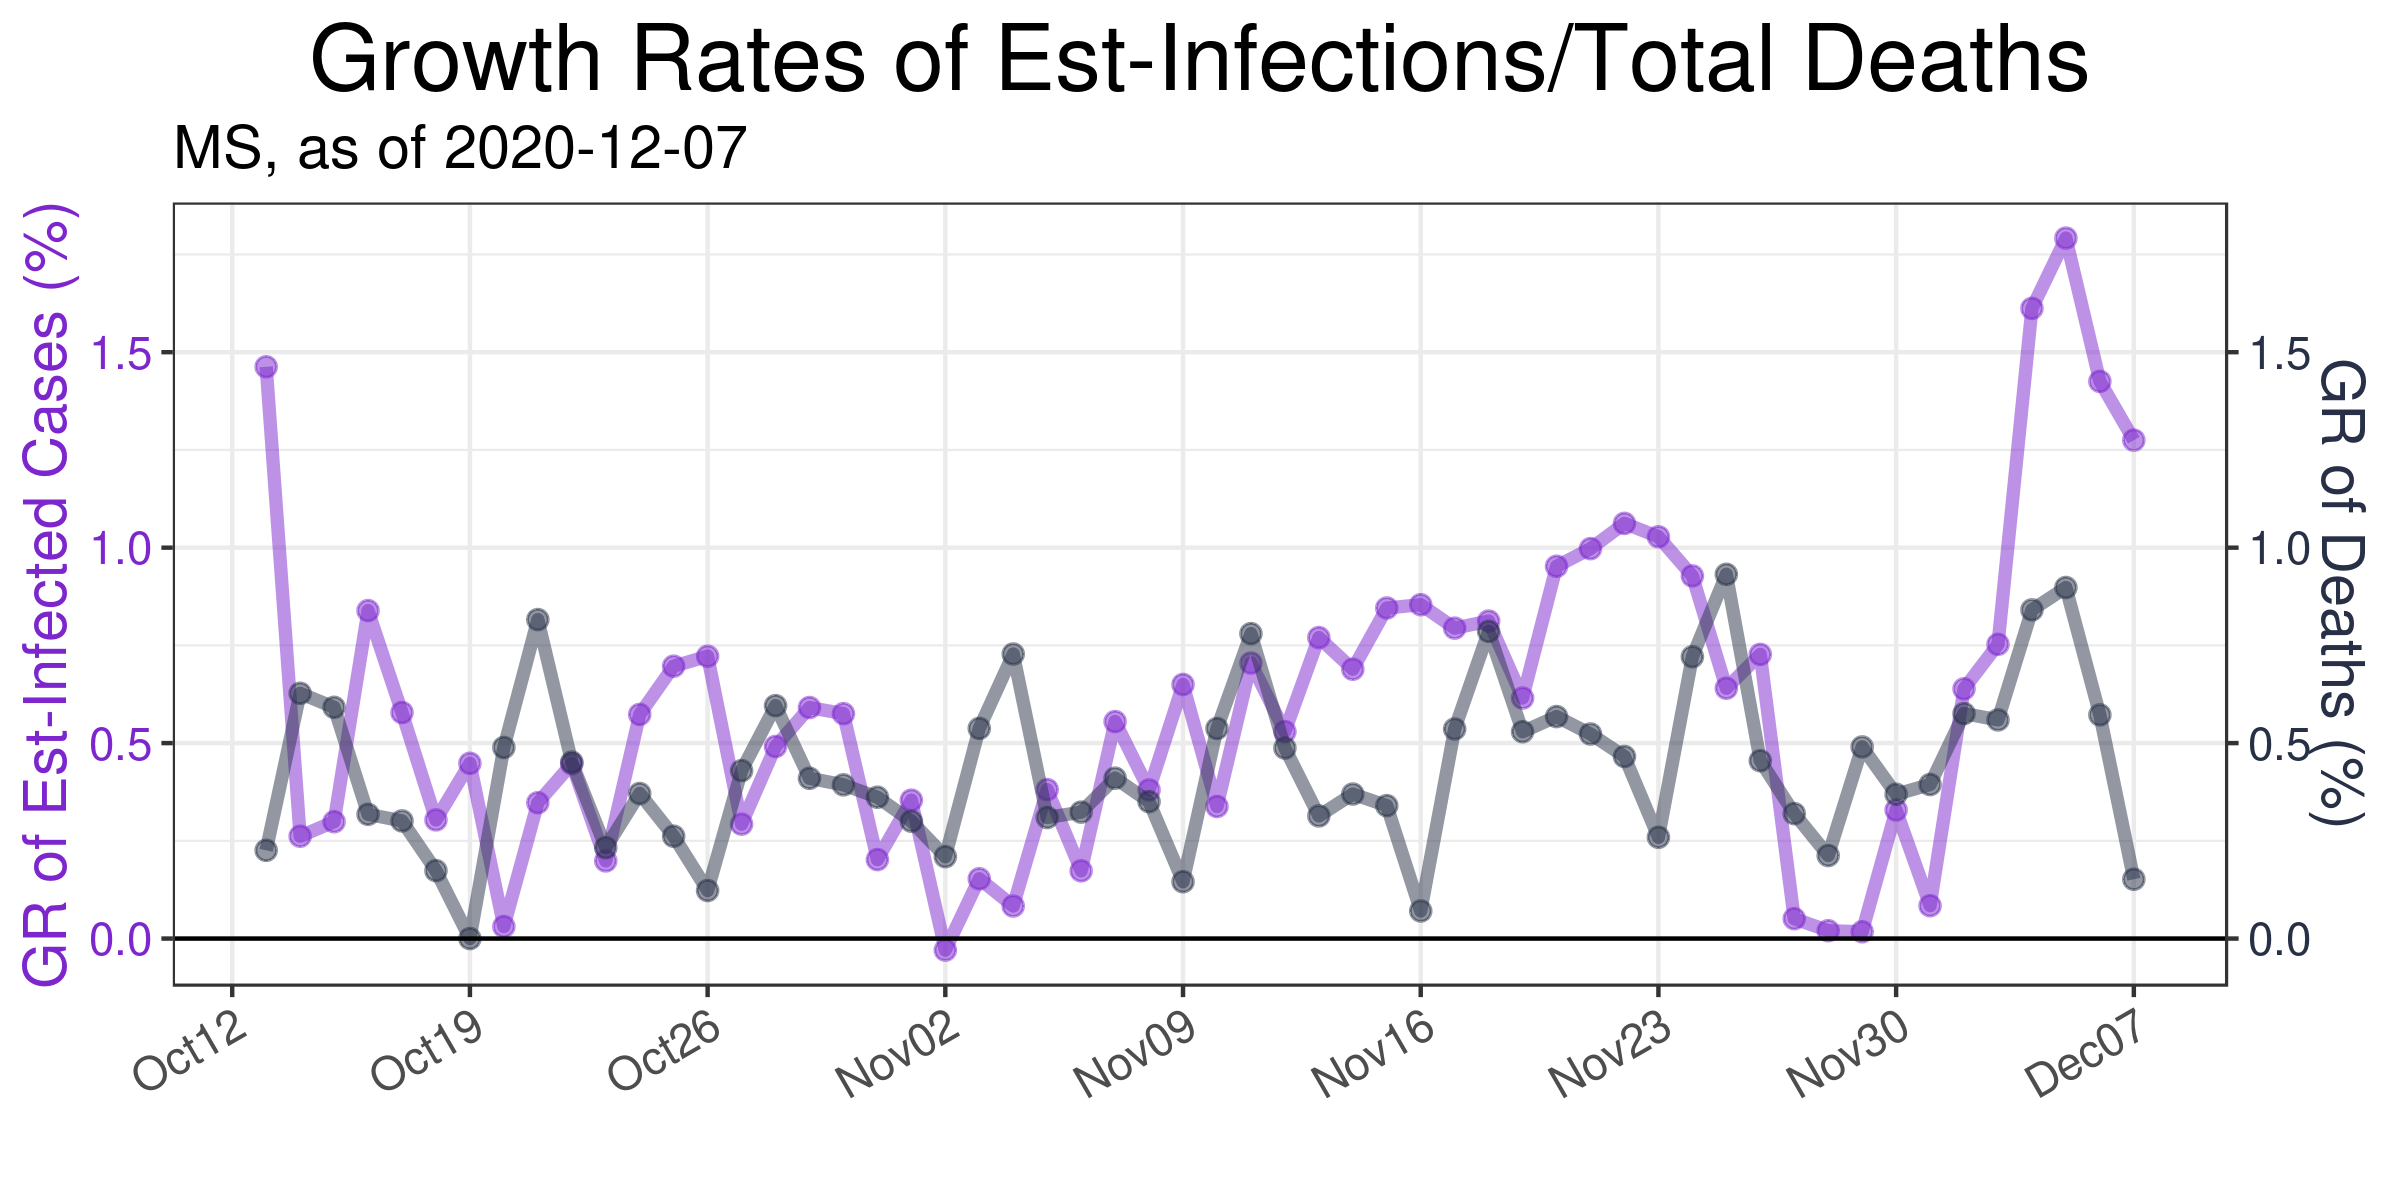 Growth Rates of Est-Infections/Total Deaths
MS, as of 2020-12-07
GR of Est-Infected Cases (%)
1.5
1.0
0.5
0.0
1.5
1.0
0.5
0.0
GR of Deaths (%)
Oct12
Oct19
Oct26
Nov02
Nov09
Nov16
Nov23
Nov30
Dec07